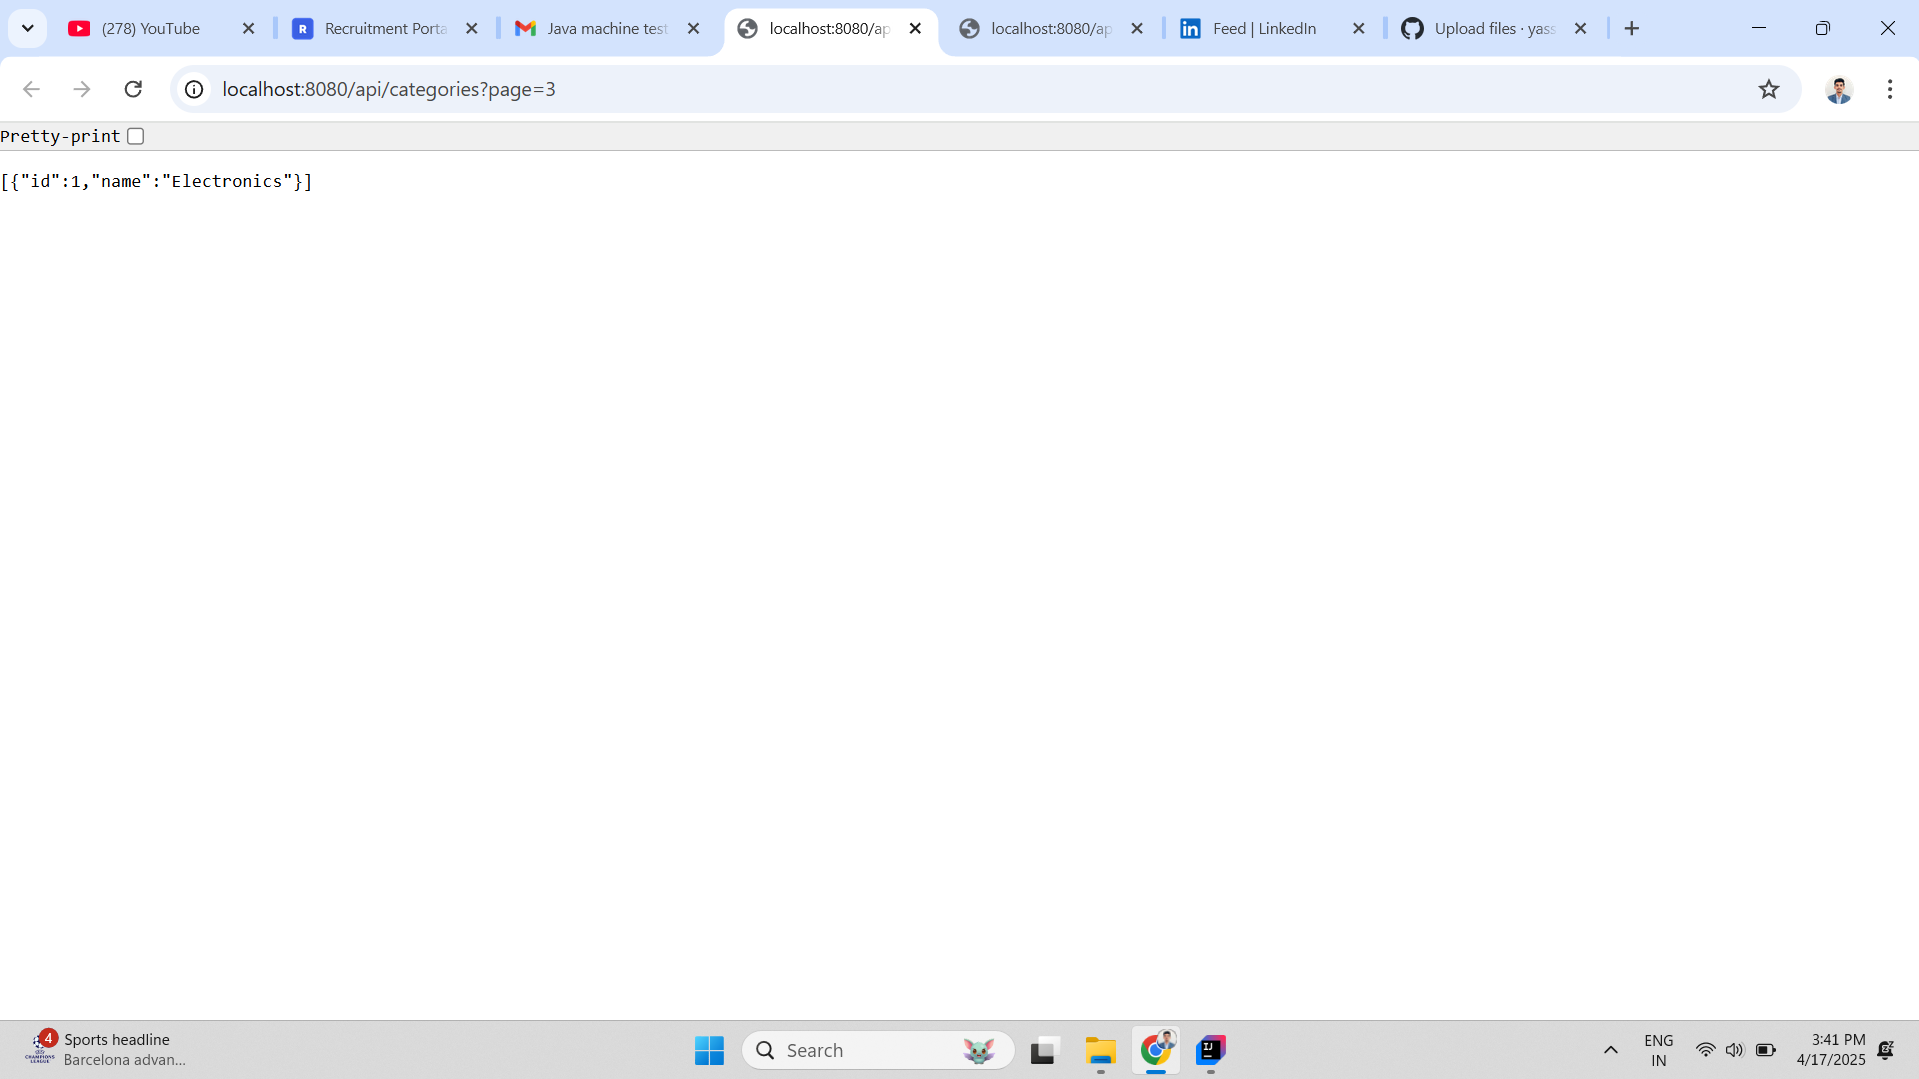 (278) YouTube
Recruitment Porta
Java machine test
localhost:8080/ap
localhost:8080/ap
Feed | LinkedIn
Upload files · yass
localhost:8080/api/categories?page=3
Pretty-print
[{"id":1,"name":"Electronics"}]
4
Sports headline
Barcelona advan...
Search
ENG
IN
3:41 PM
4/17/2025